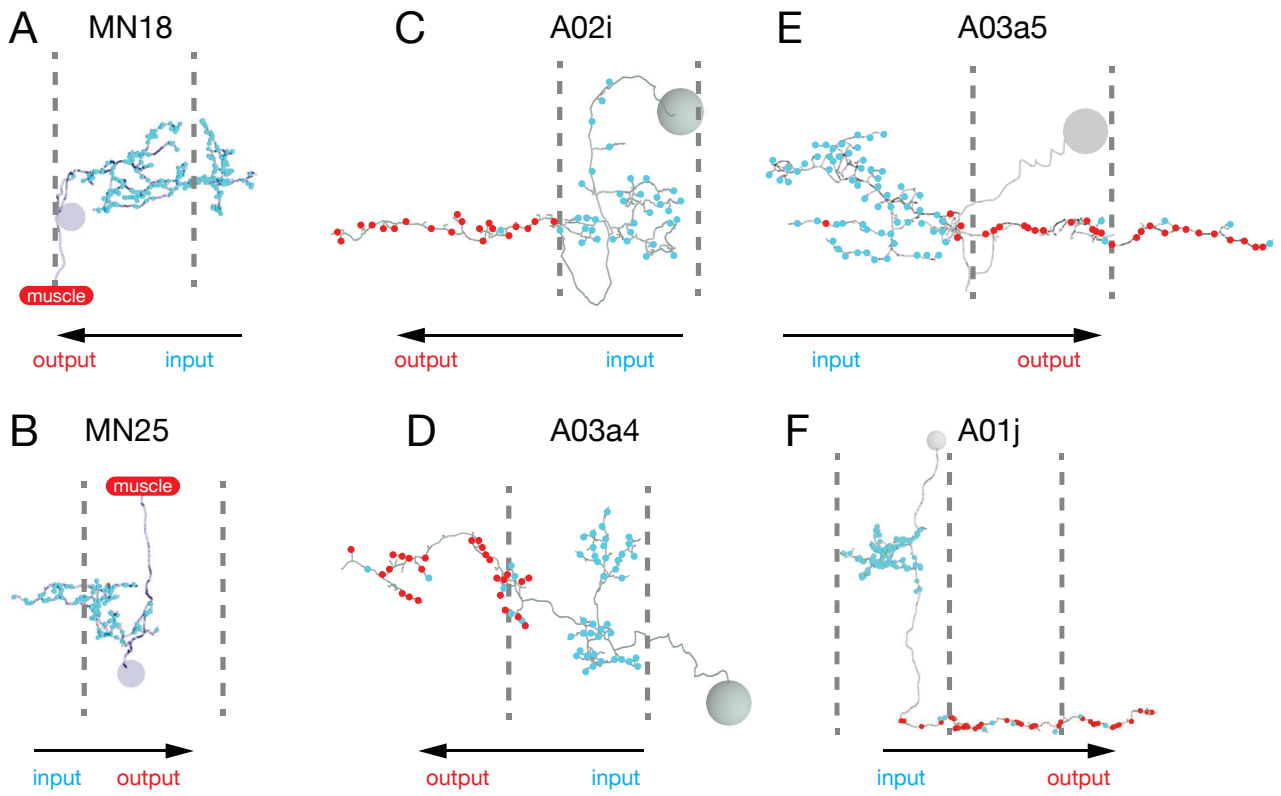 A MN18
muscle
output input
B MN25
muscle
input output
C A02i
output input
D A03a4
output input
E A03a5
input output
F A01j
input output